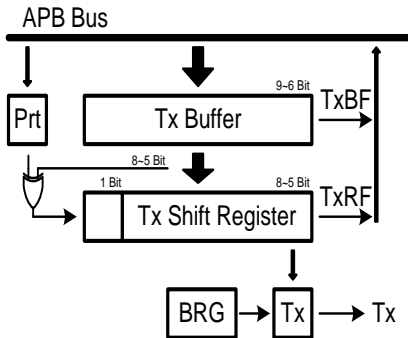 APB Bus
9~6 Bit
Prt
Tx Buffer
TxBF
8~5 Bit
1 Bit
8~5 Bit
Tx Shift Register
TxRF
BRG
Tx
Tx